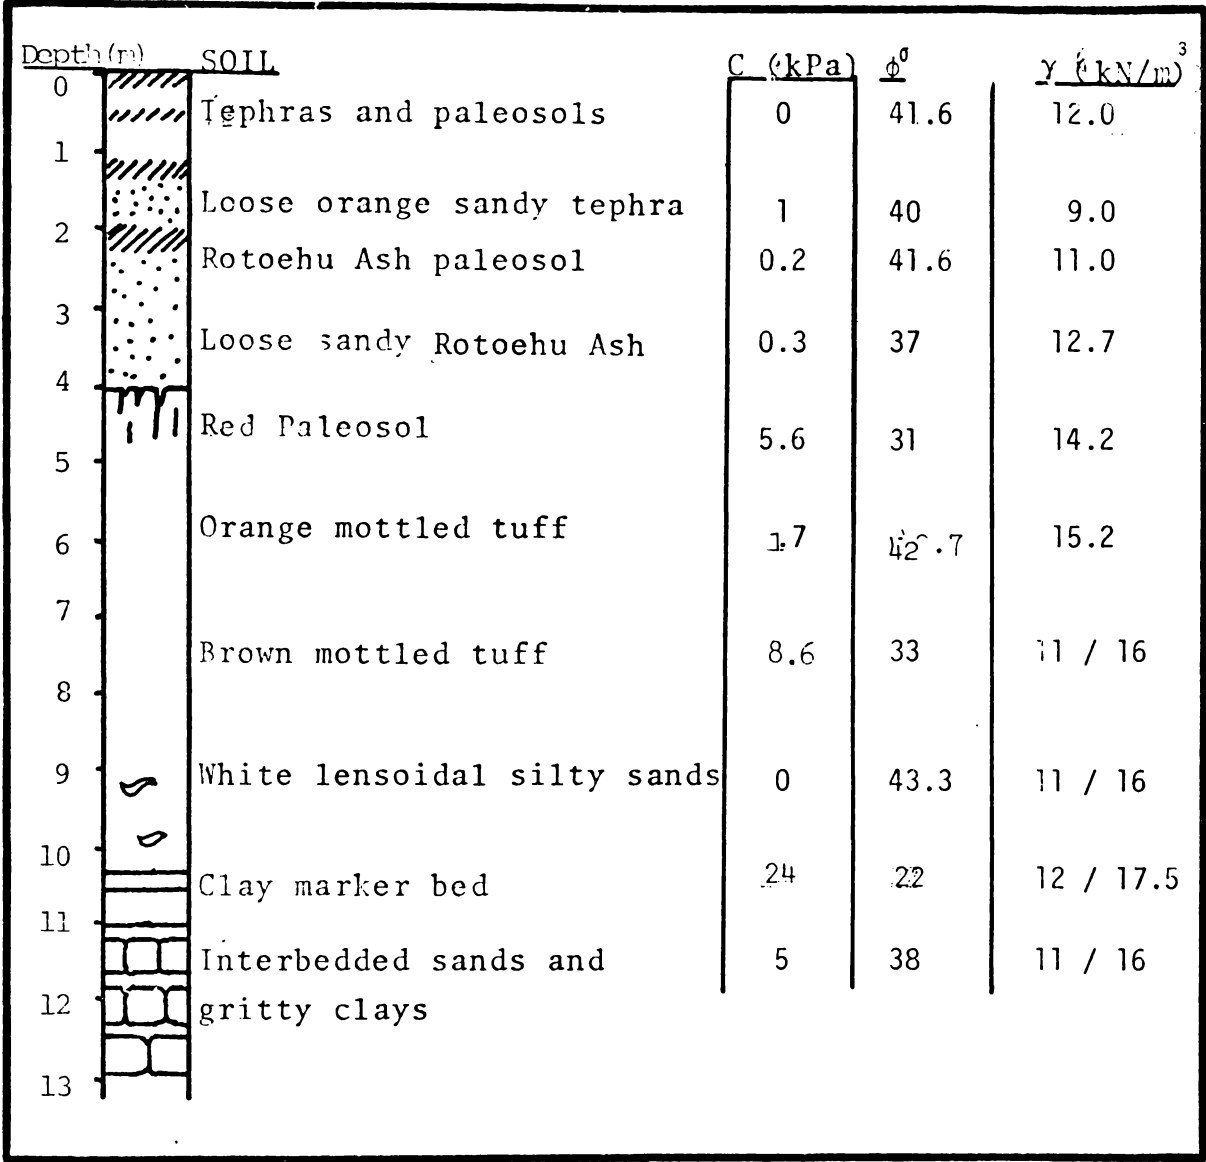 Depth(m) SOIL C (kPa) φ° γ (kN/m)³
0
Tephras and paleosols 0 41.6 12.0
1
Loose orange sandy tephra 1 40 9.0
2
Rotoehu Ash paleosol 0.2 41.6 11.0
3
Loose sandy Rotoehu Ash 0.3 37 12.7
4
Red Paleosol 5.6 31 14.2
5
Orange mottled tuff 1.7 42.7 15.2
6
7
Brown mottled tuff 8.6 33 11 / 16
8
9 White lensoidal silty sands 0 43.3 11 / 16
10
Clay marker bed 24 22 12 / 17.5
11
Interbedded sands and 5 38 11 / 16
12 gritty clays
13